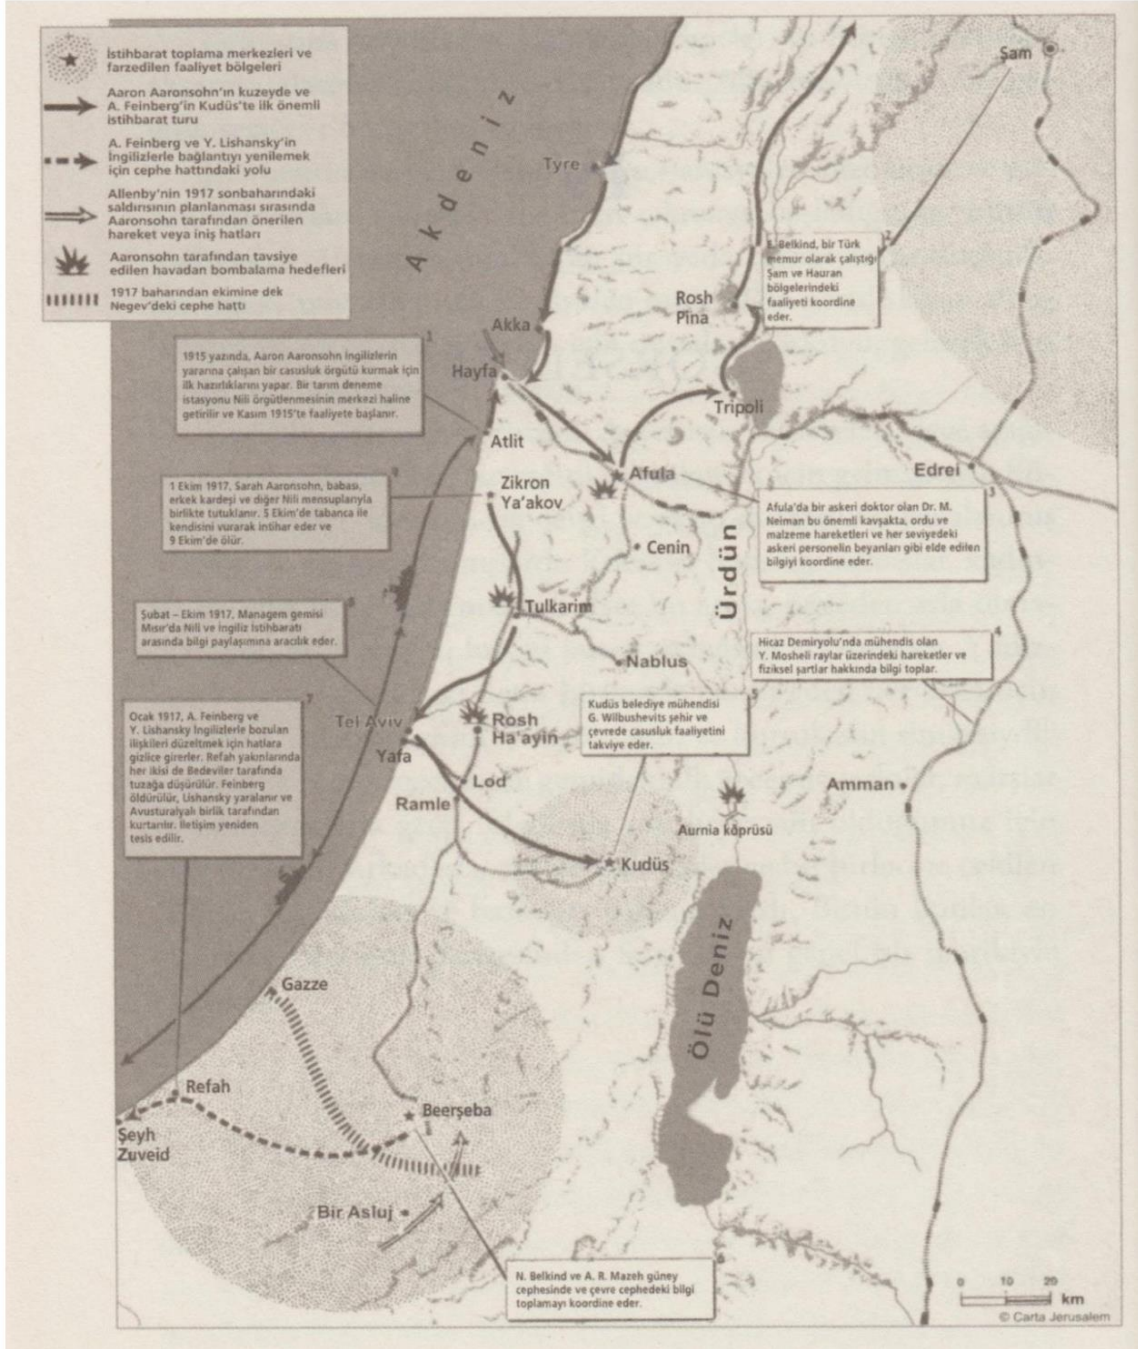 İstihbarat toplama merkezleri ve
farzedilen faaliyet bölgeleri
Aaron Aaronsohn'ın kuzeyde ve
A. Feinberg'in Kudüs'te ilk önemli
istihbarat turu
A. Feinberg ve Y. Lishansky'in
İngilizlerle bağlantıyı yenilemek
için cephe hattındaki yolu
Allenby'nin 1917 sonbaharındaki
saldırısının planlanması sırasında
Aaronsohn tarafından önerilen
hareket veya iniş hatları
Aaronsohn tarafından tavsiye
edilen havadan bombalama hedefleri
1917 baharından ekimine dek
Negev'deki cephe hattı
Akdeniz
Şam
Tyre
2
E. Belkind, bir Türk
memur olarak çalıştığı
Şam ve Hauran
bölgelerindeki
faaliyeti koordine
eder.
Rosh
Pina
Akka
Hayfa
1
1915 yazında, Aaron Aaronsohn İngilizlerin
yararına çalışan bir casusluk örgütü kurmak için
ilk hazırlıklarını yapar. Bir tarım deneme
istasyonu Nili örgütlenmesinin merkezi haline
getirilir ve Kasım 1915'te faaliyete başlanır.
Tripoli
Atlit
Afula
Edrei
9
1 Ekim 1917, Sarah Aaronsohn, babası,
erkek kardeşi ve diğer Nili mensuplarıyla
birlikte tutuklanır. 5 Ekim'de tabanca ile
kendisini vurarak intihar eder ve
9 Ekim'de ölür.
Zikron
Ya'akov
3
Afula'da bir askeri doktor olan Dr. M.
Neiman bu önemli kavşakta, ordu ve
malzeme hareketleri ve her seviyedeki
askeri personelin beyanları gibi elde edilen
bilgiyi koordine eder.
Cenin
Ürdün
8
Şubat – Ekim 1917, Managem gemisi
Mısır'da Nili ve İngiliz İstihbaratı
arasında bilgi paylaşımına aracılık eder.
Tulkarim
Nablus
4
Hicaz Demiryolu'nda mühendis olan
Y. Mosheli raylar üzerindeki hareketler ve
fiziksel şartlar hakkında bilgi toplar.
7
Ocak 1917, A. Feinberg ve
Y. Lishansky İngilizlerle bozulan
ilişkileri düzeltmek için hatlara
gizlice girerler. Refah yakınlarında
her ikisi de Bedeviler tarafında
tuzağa düşürülür. Feinberg
öldürülür, Lishansky yaralanır ve
Avusturalyalı birlik tarafından
kurtarılır. İletişim yeniden
tesis edilir.
Tel Aviv
Yafa
Rosh
Ha'ayin
5
Kudüs belediye mühendisi
G. Wilbushevits şehir ve
çevrede casusluk faaliyetini
takviye eder.
Lod
Ramle
Amman
Aurnia köprüsü
Kudüs
Ölü Deniz
Gazze
Refah
Beerşeba
Şeyh
Zuveid
Bir Asluj
6
N. Belkind ve A. R. Mazeh güney
cephesinde ve çevre cephedeki bilgi
toplamayı koordine eder.
0 10 20
km
© Carta Jerusalem